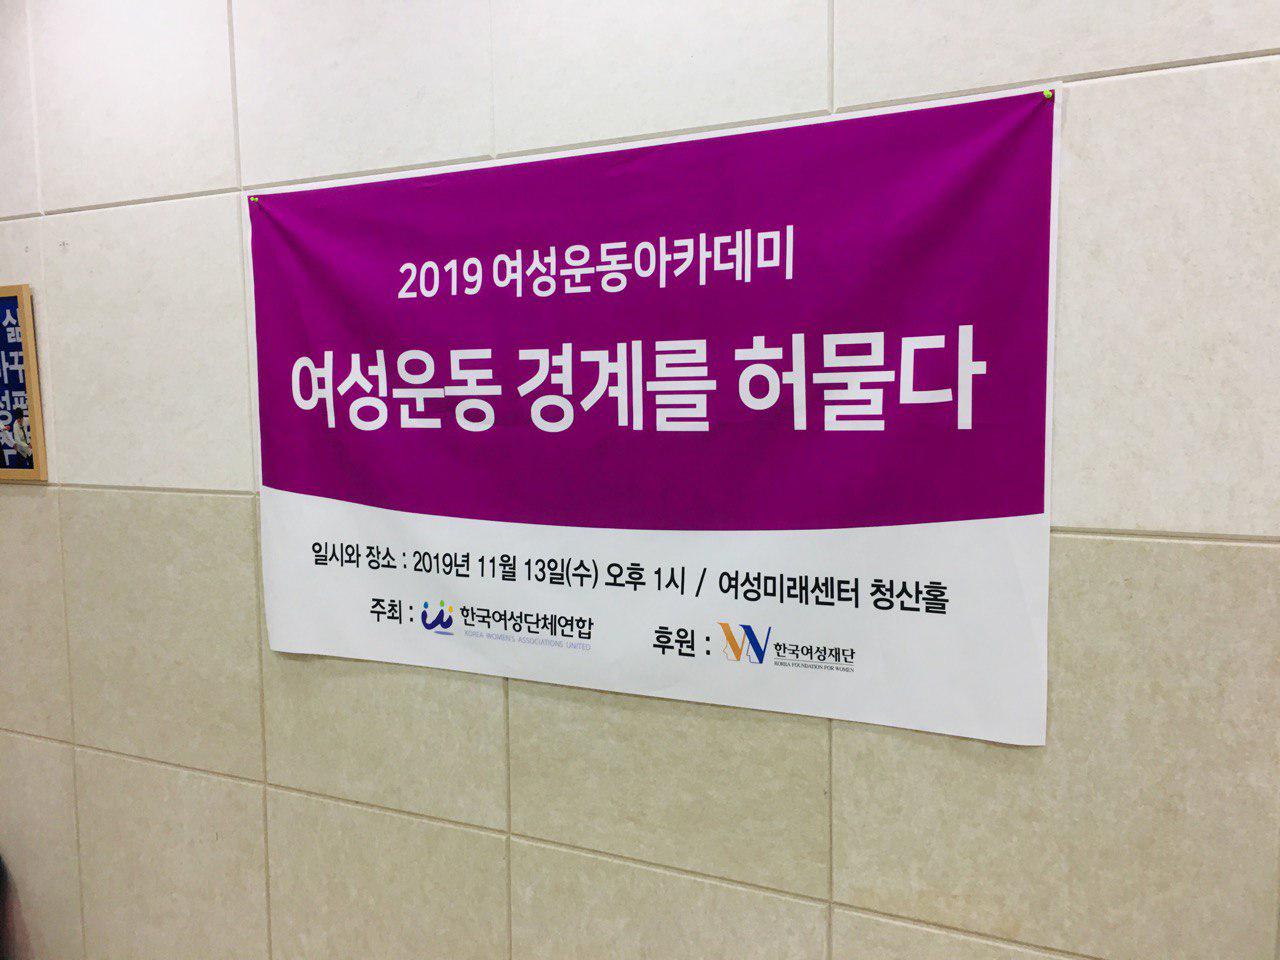 2019 여성운동아카데미
여성운동 경계를 허물다
일시와 장소 : 2019년 11월 13일(수) 오후 1시 / 여성미래센터 청산홀
주최 : 한국여성단체연합
KOREA WOMEN'S ASSOCIATIONS UNITED
후원 : 한국여성재단
KOREA FOUNDATION FOR WOMEN
삶
바꾸